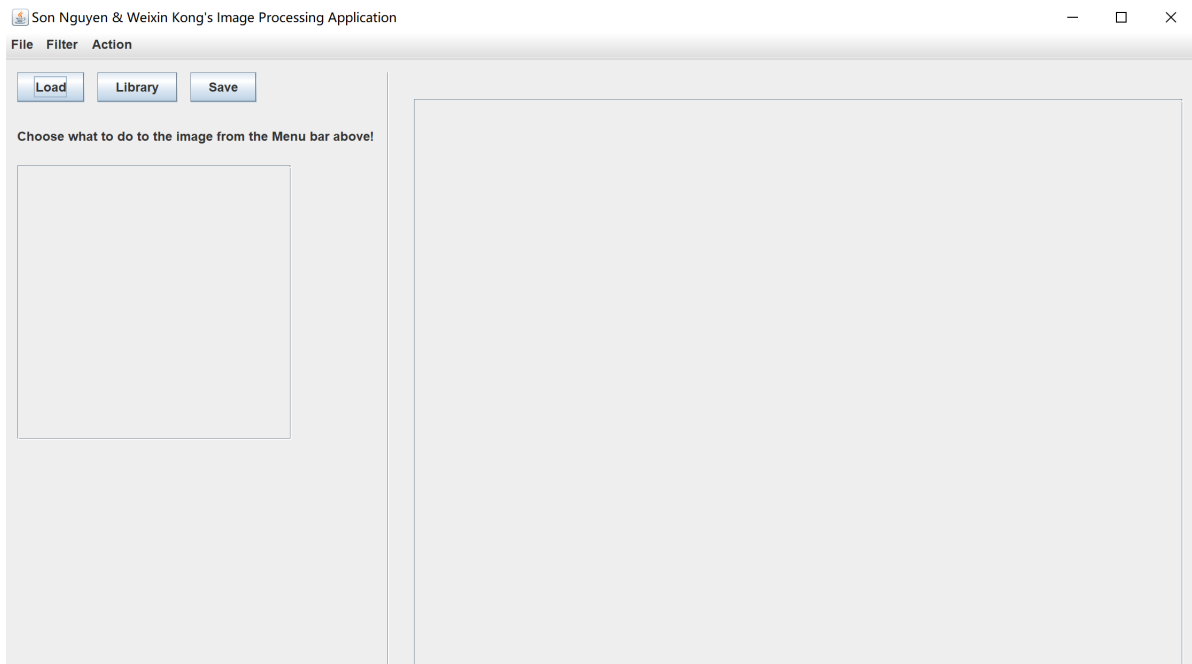 Son Nguyen & Weixin Kong's Image Processing Application
File Filter Action
Load Library Save
Choose what to do to the image from the Menu bar above!